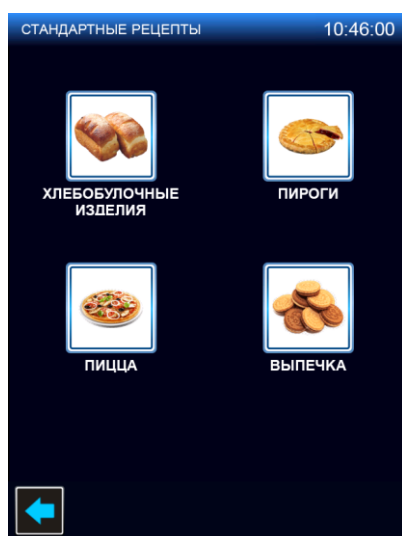 СТАНДАРТНЫЕ РЕЦЕПТЫ 10:46:00
ХЛЕБОБУЛОЧНЫЕ
ИЗДЕЛИЯ
ПИРОГИ
ПИЦЦА
ВЫПЕЧКА